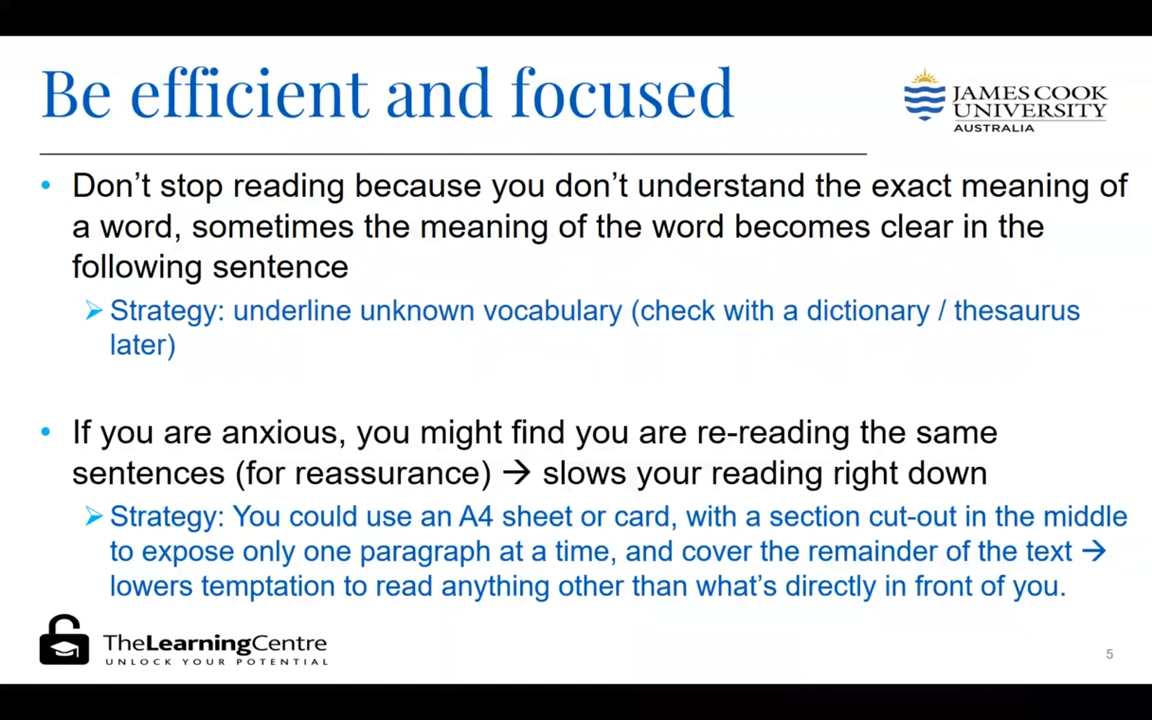 Be efficient and focused
JAMES COOK
UNIVERSITY
AUSTRALIA
• Don’t stop reading because you don’t understand the exact meaning of
a word, sometimes the meaning of the word becomes clear in the
following sentence
➢ Strategy: underline unknown vocabulary (check with a dictionary / thesaurus
later)
• If you are anxious, you might find you are re-reading the same
sentences (for reassurance) → slows your reading right down
➢ Strategy: You could use an A4 sheet or card, with a section cut-out in the middle
to expose only one paragraph at a time, and cover the remainder of the text →
lowers temptation to read anything other than what’s directly in front of you.
TheLearningCentre
UNLOCK YOUR POTENTIAL
5